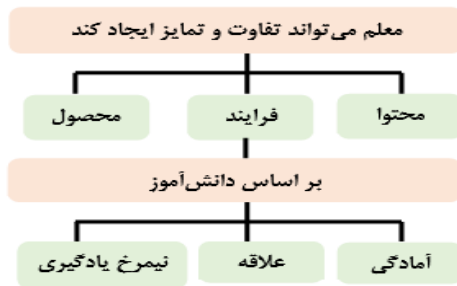 معلم می‌تواند تفاوت و تمایز ایجاد کند
محتوا
فرایند
محصول
بر اساس دانش‌آموز
آمادگی
علاقه
نیمرخ یادگیری